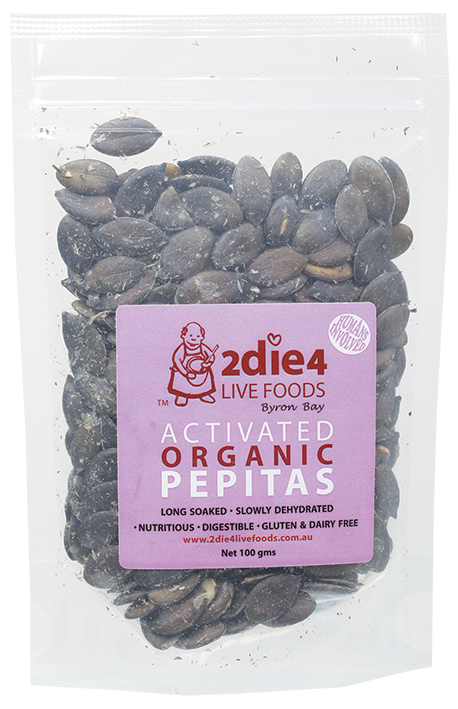 HUMANS
INVOLVED
2die4
LIVE FOODS
TM
Byron Bay
ACTIVATED
ORGANIC
PEPITAS
LONG SOAKED • SLOWLY DEHYDRATED
• NUTRITIOUS • DIGESTIBLE • GLUTEN & DAIRY FREE
www.2die4livefoods.com.au
Net 100 gms